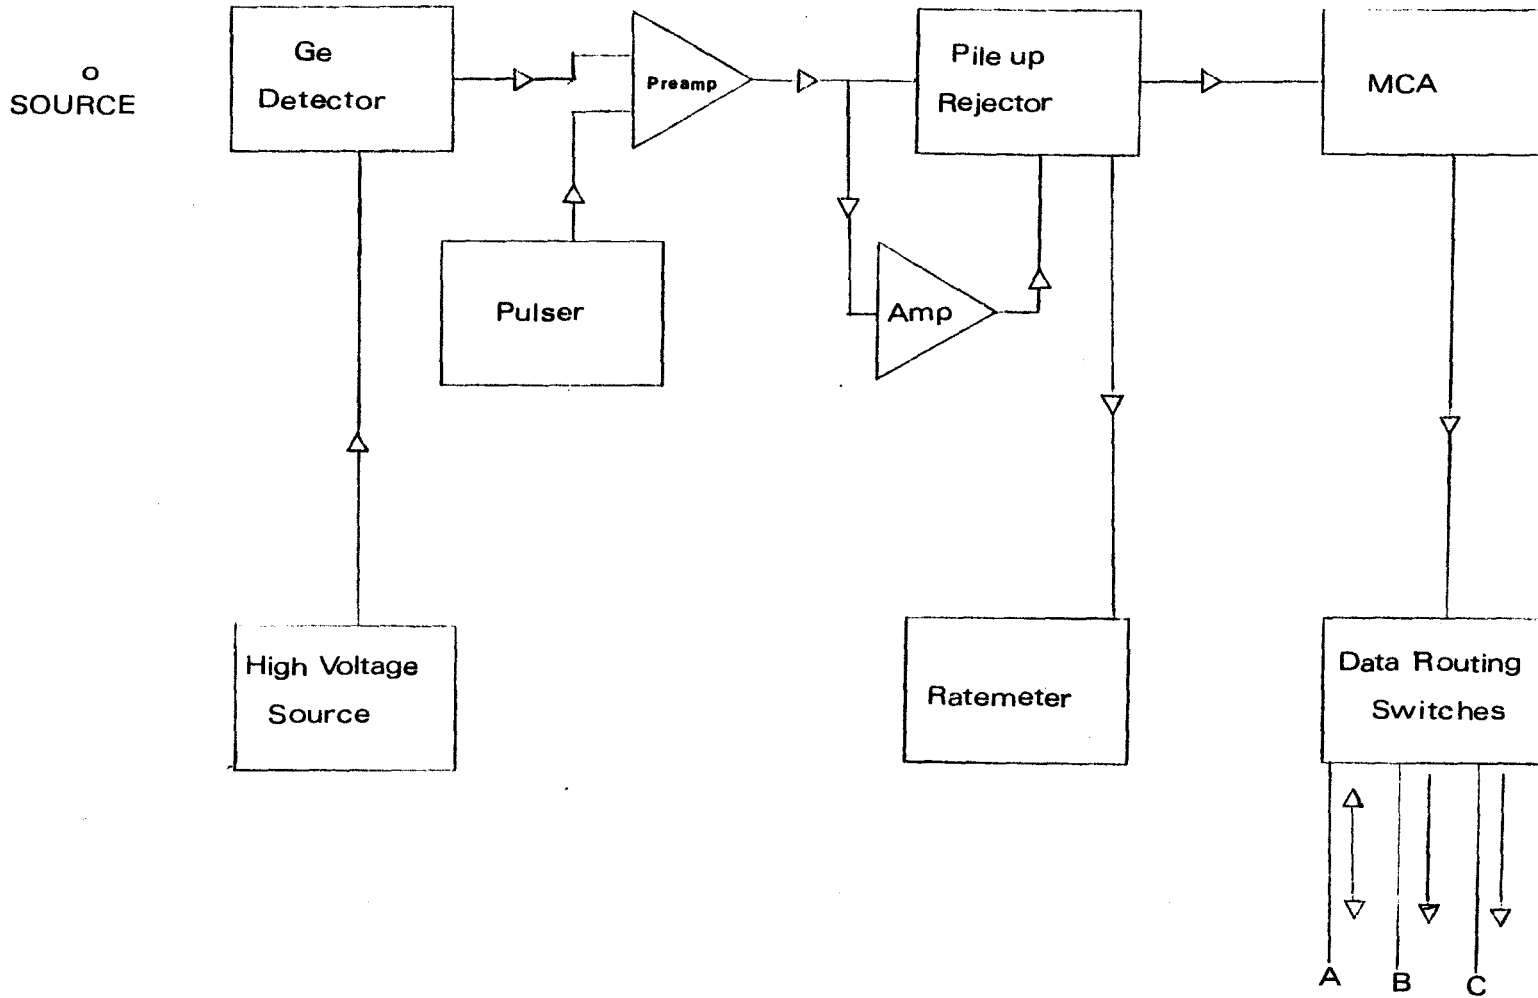 o
SOURCE
Ge
Detector
Preamp
Pile up
Rejector
MCA
Pulser
Amp
High Voltage
Source
Ratemeter
Data Routing
Switches
A
B
C